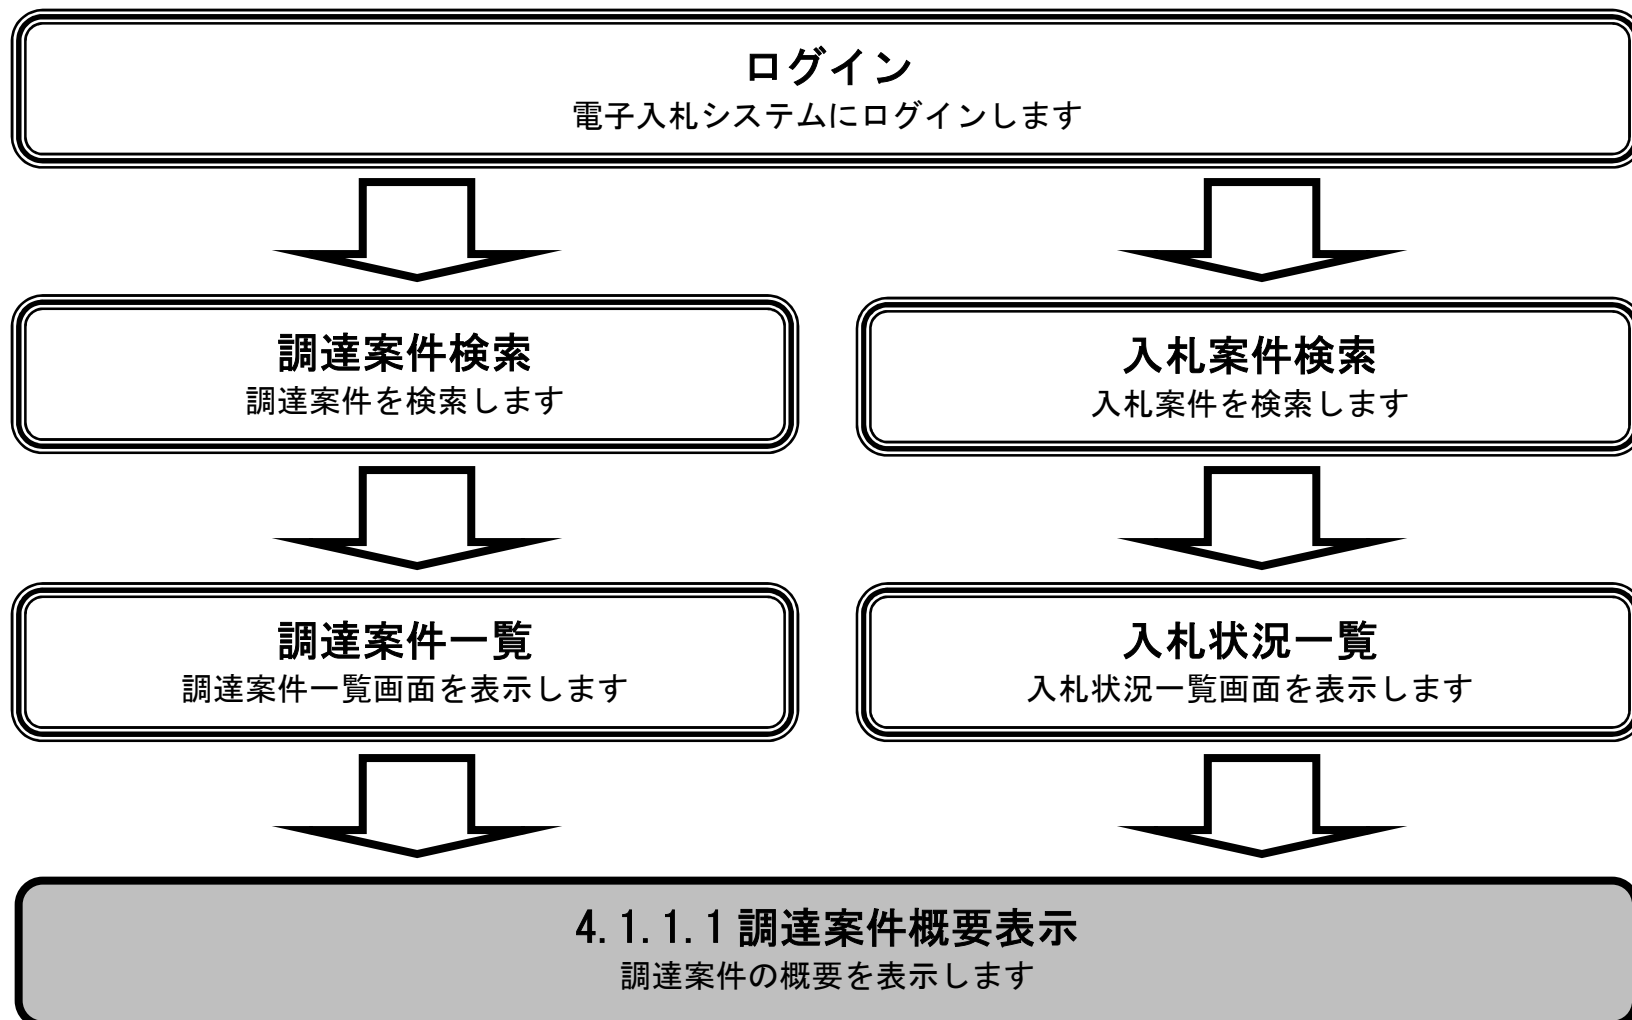 ログイン
電子入札システムにログインします
調達案件検索
調達案件を検索します
入札案件検索
入札案件を検索します
調達案件一覧
調達案件一覧画面を表示します
入札状況一覧
入札状況一覧画面を表示します
4.1.1.1 調達案件概要表示
調達案件の概要を表示します